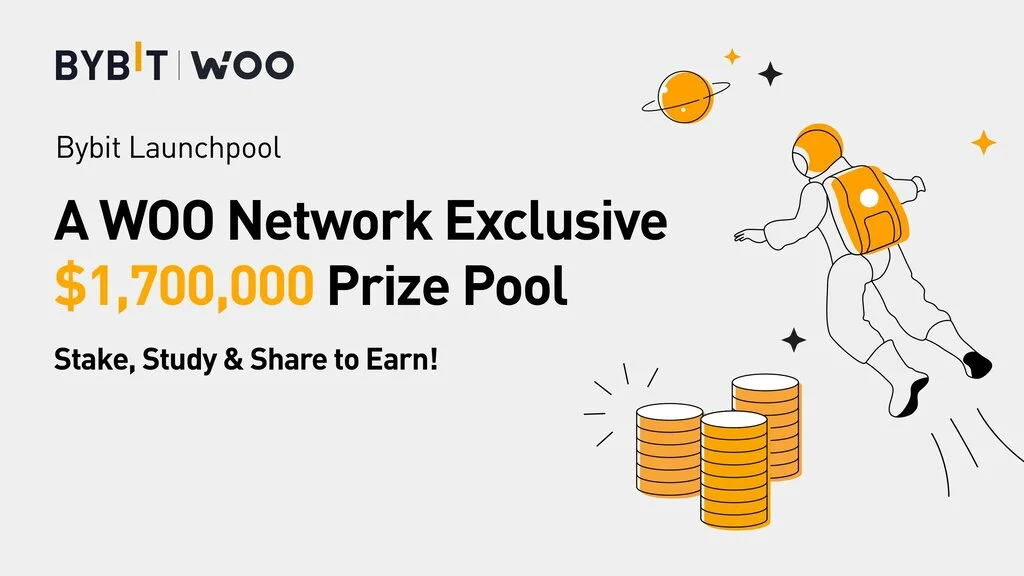 BYBIT | WOO
Bybit Launchpool
A WOO Network Exclusive
$1,700,000 Prize Pool
Stake, Study & Share to Earn!